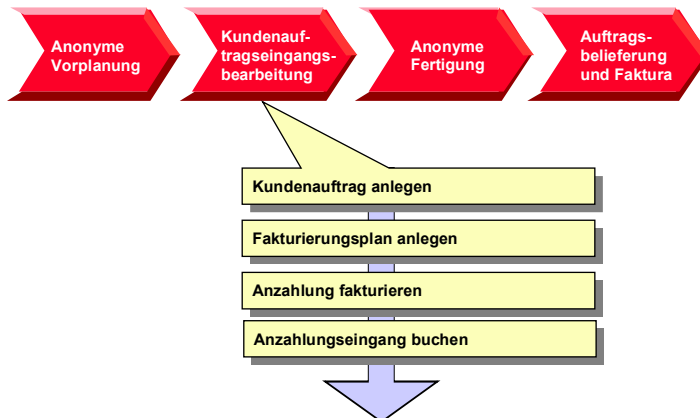 Anonyme
Vorplanung
Kundenauf-
tragseingangs-
bearbeitung
Anonyme
Fertigung
Auftrags-
belieferung
und Faktura
Kundenauftrag anlegen
Fakturierungsplan anlegen
Anzahlung fakturieren
Anzahlungseingang buchen